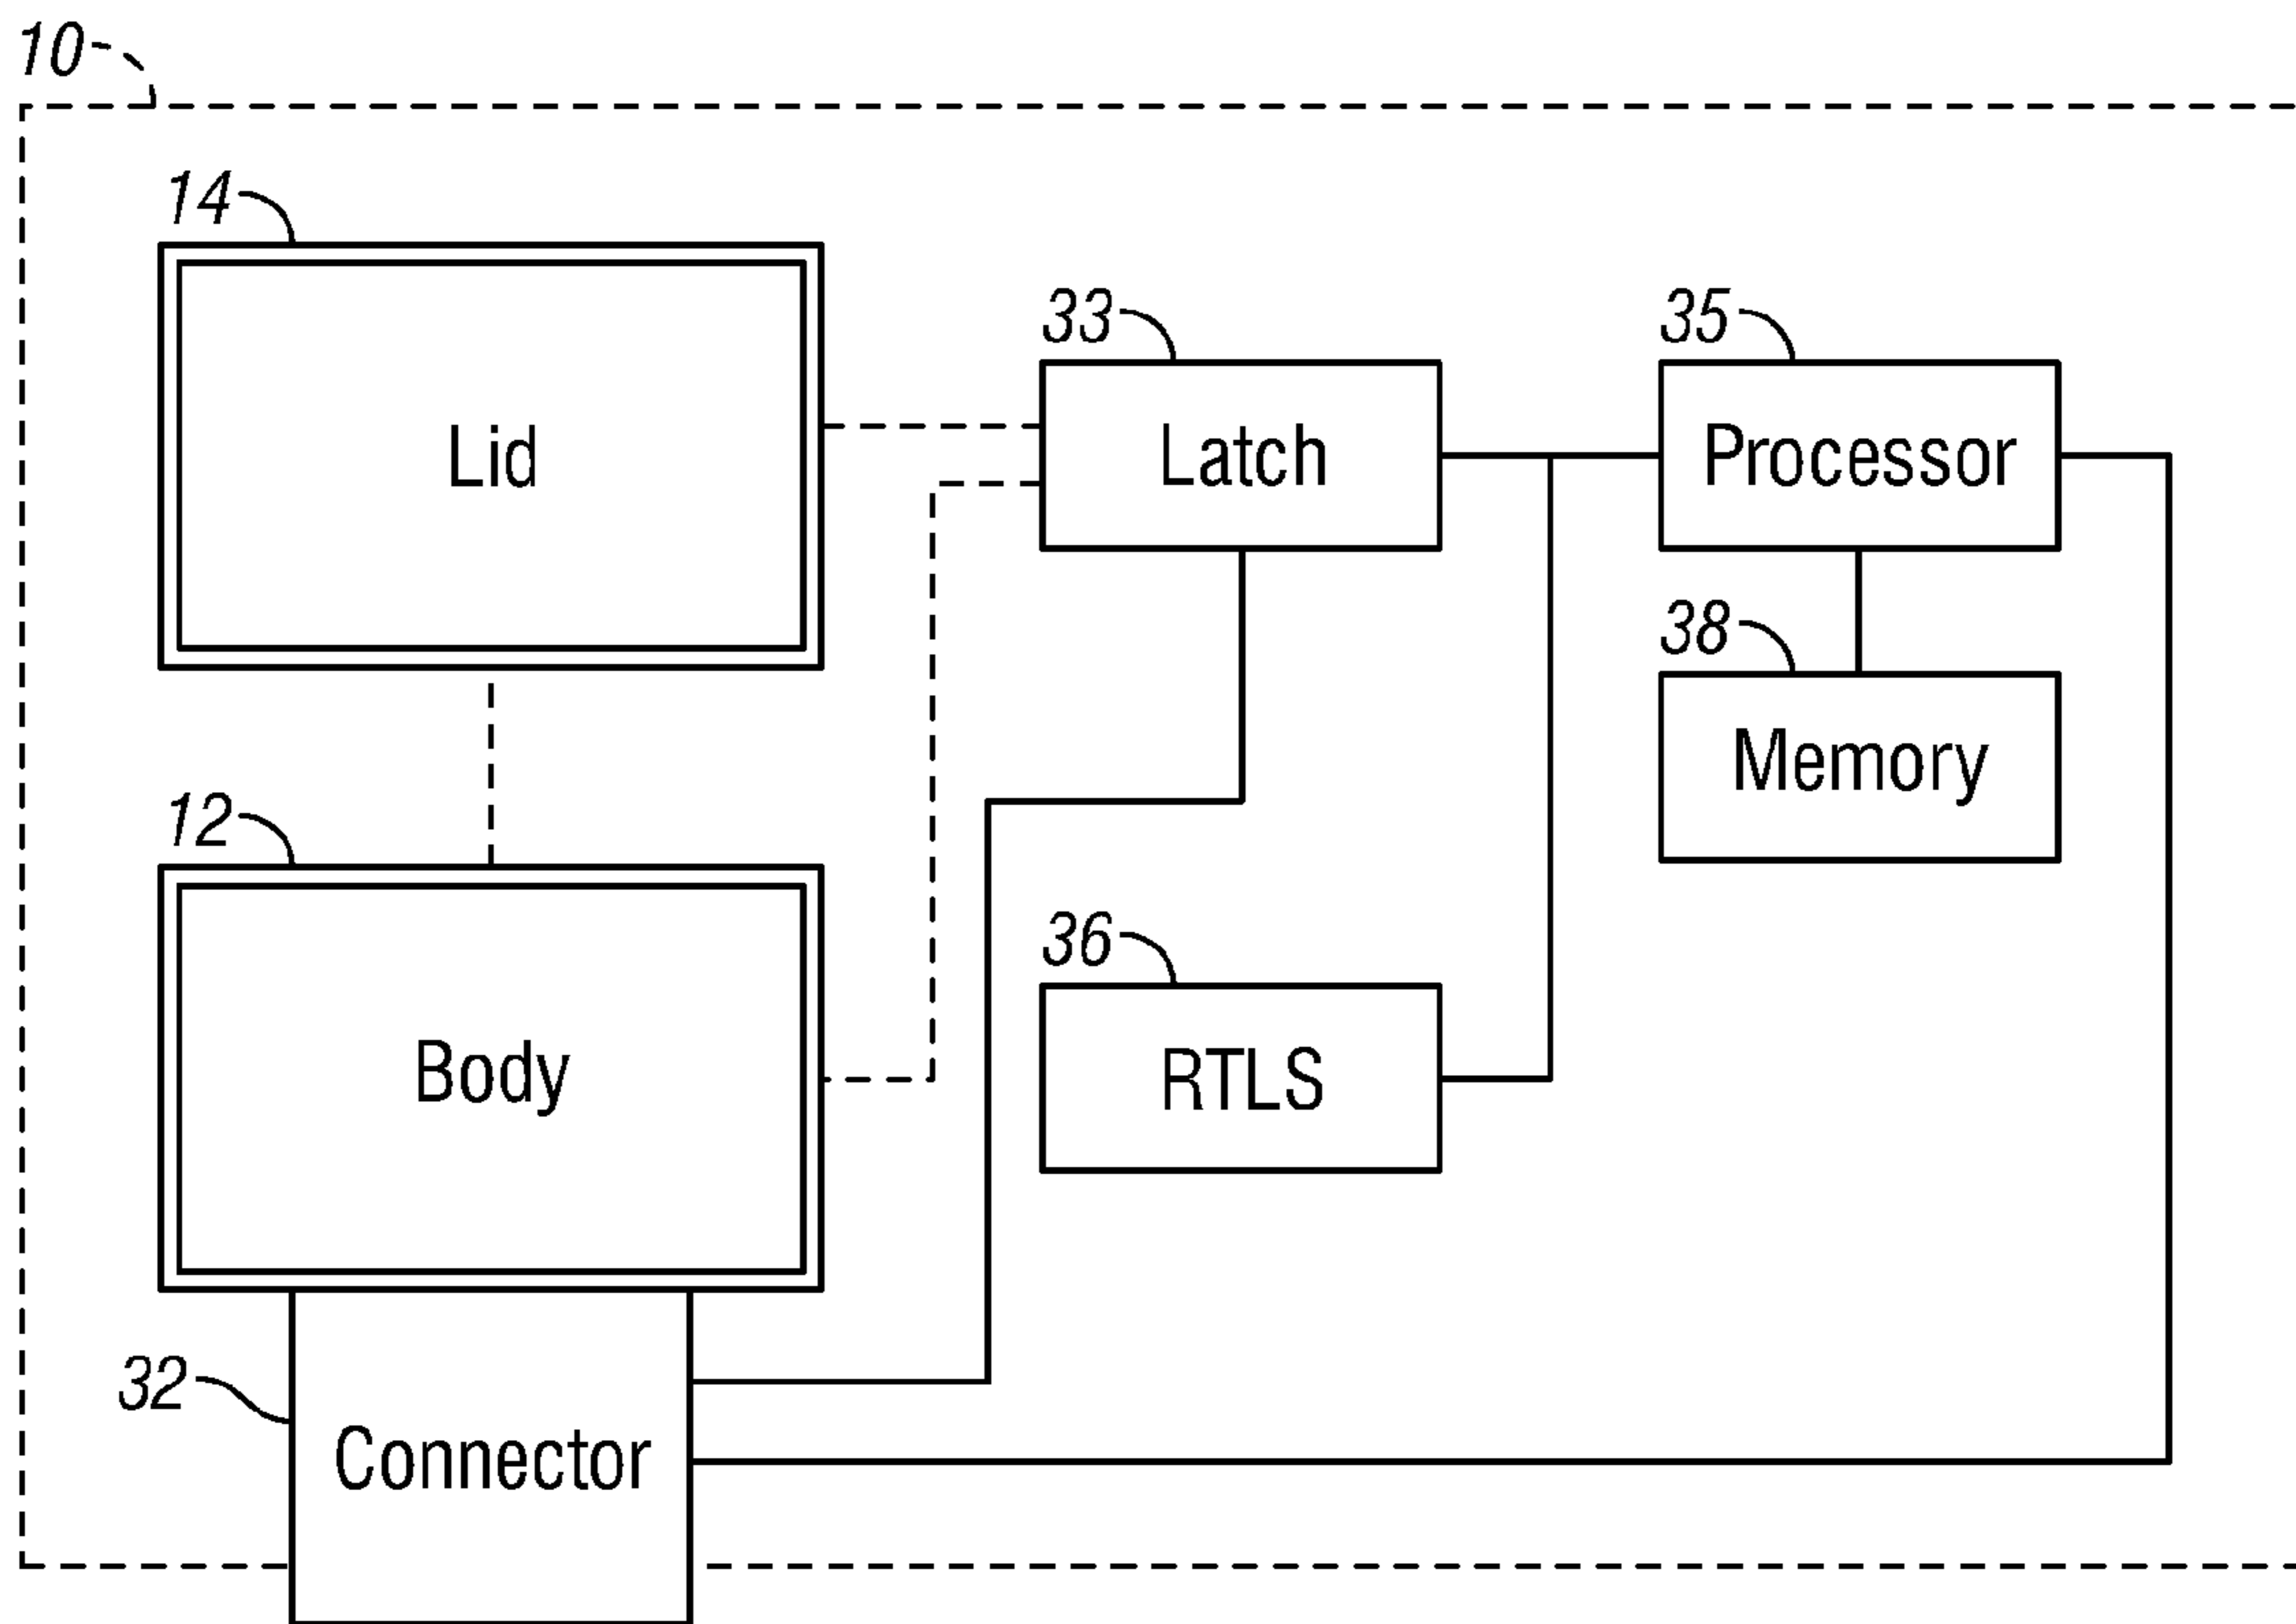 10
14
33
35
Lid
Latch
Processor
38
Memory
12
36
Body
RTLS
32
Connector